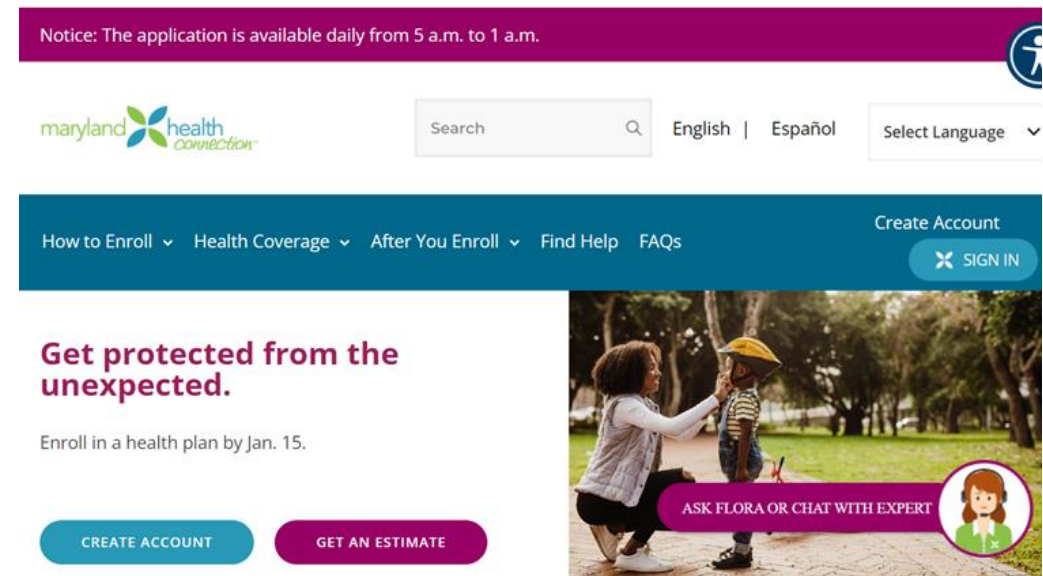 Notice: The application is available daily from 5 a.m. to 1 a.m.
maryland health
connection
Search
English | Español
Select Language
How to Enroll
Health Coverage
After You Enroll
Find Help
FAQs
Create Account
SIGN IN
Get protected from the
unexpected.
Enroll in a health plan by Jan. 15.
CREATE ACCOUNT
GET AN ESTIMATE
ASK FLORA OR CHAT WITH EXPERT